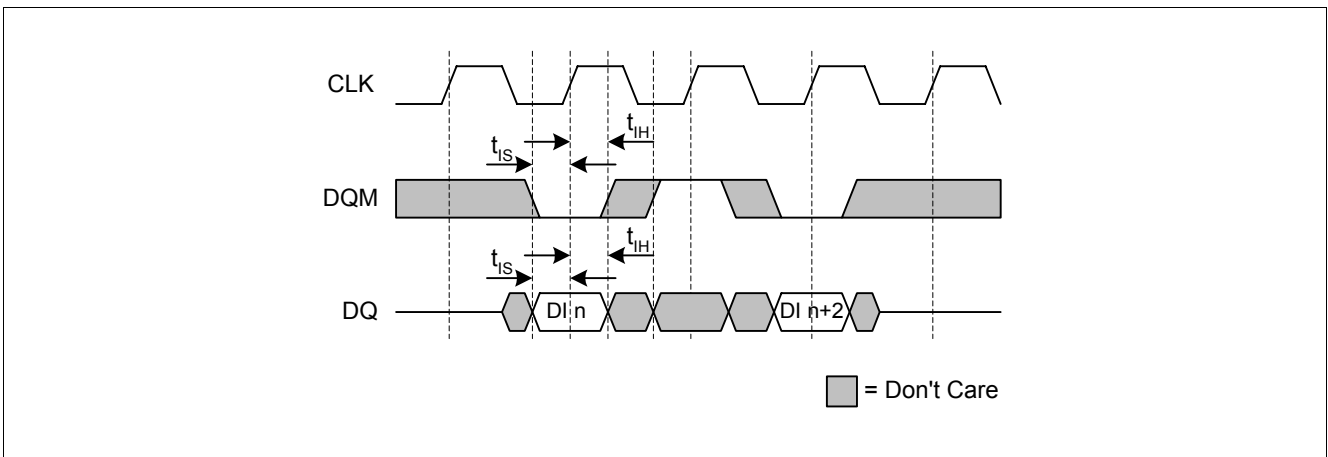 CLK
tIH
tIS
DQM
tIH
tIS
DQ
DI n
DI n+2
= Don't Care